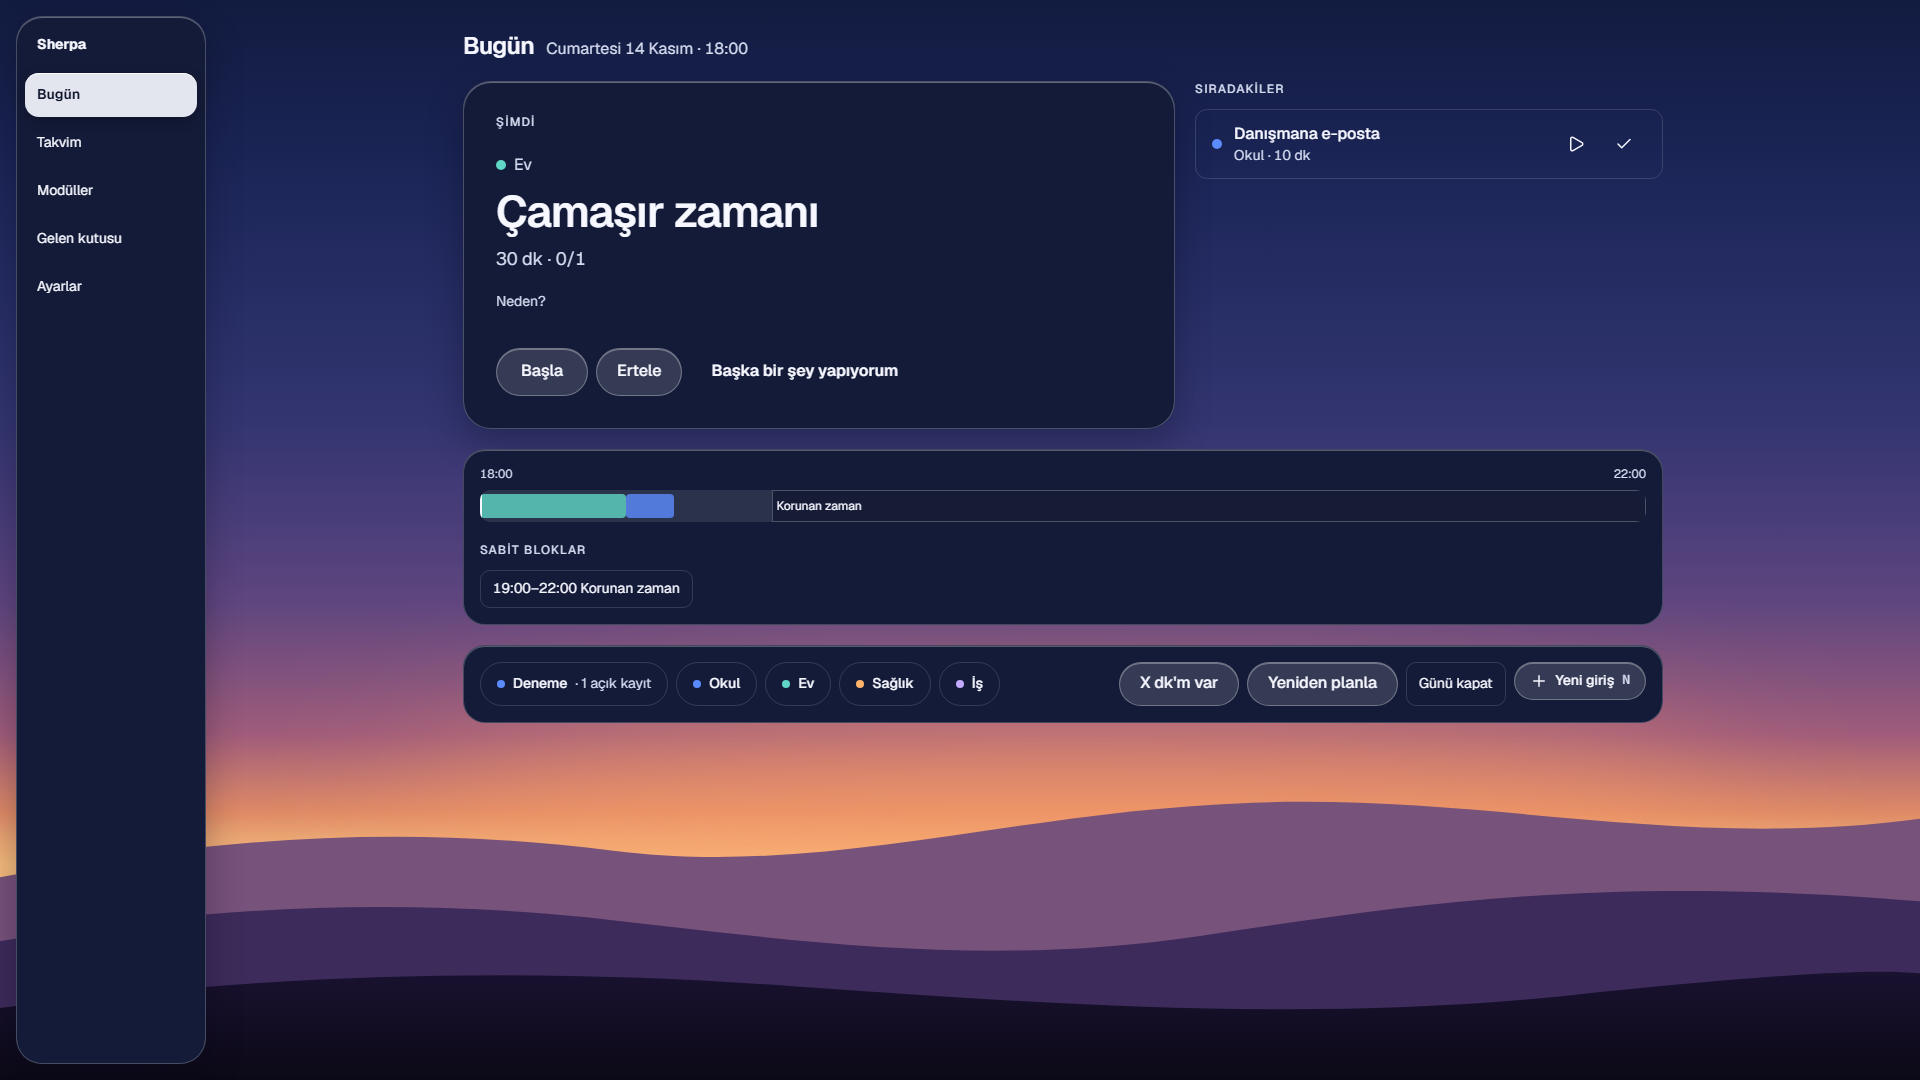 Sherpa
Bugün
Takvim
Modüller
Gelen kutusu
Ayarlar
Bugün Cumartesi 14 Kasım · 18:00
ŞİMDİ
Ev
Çamaşır zamanı
30 dk · 0/1
Neden?
Başla Ertele Başka bir şey yapıyorum
SIRADAKİLER
Danışmana e-posta
Okul · 10 dk
18:00 22:00
Korunan zaman
SABİT BLOKLAR
19:00–22:00 Korunan zaman
Deneme · 1 açık kayıt Okul Ev Sağlık İş X dk'm var Yeniden planla Günü kapat Yeni giriş N